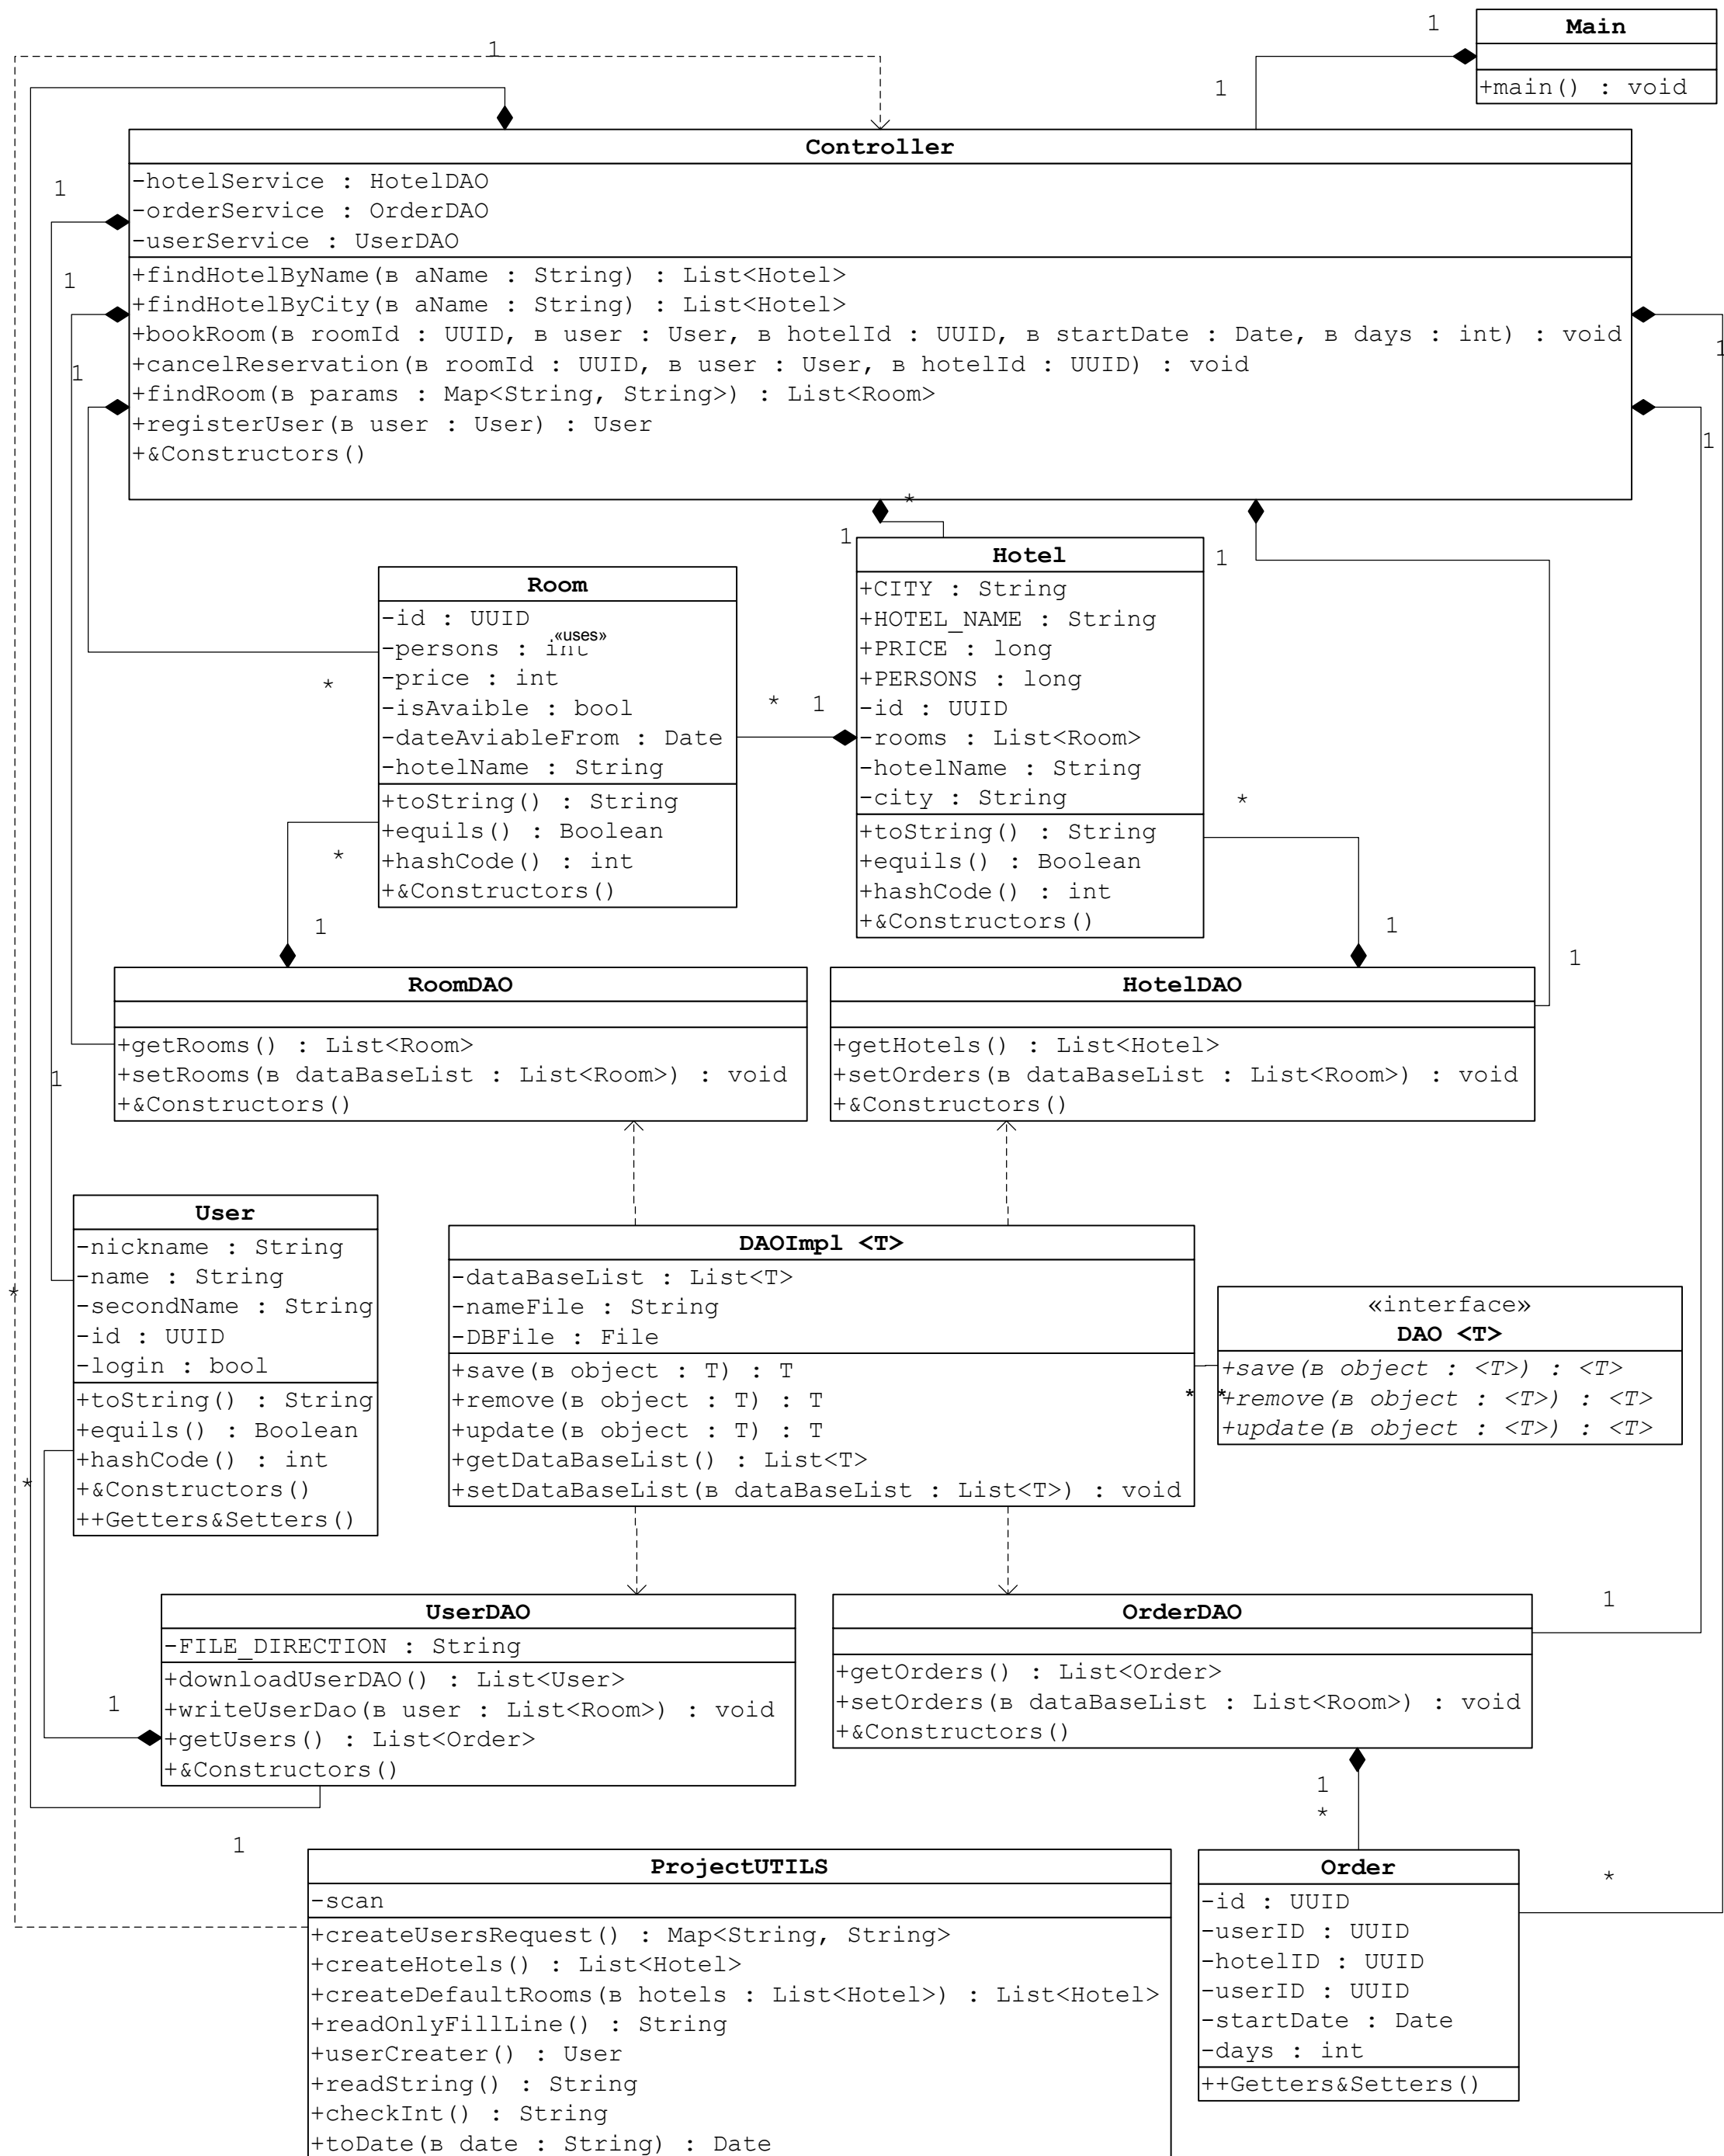 1
Main
+main() : void
1
1
Controller
-hotelService : HotelDAO
-orderService : OrderDAO
-userService : UserDAO
+findHotelByName(в aName : String) : List<Hotel>
+findHotelByCity(в aName : String) : List<Hotel>
+bookRoom(в roomId : UUID, в user : User, в hotelId : UUID, в startDate : Date, в days : int) : void
+cancelReservation(в roomId : UUID, в user : User, в hotelId : UUID) : void
+findRoom(в params : Map<String, String>) : List<Room>
+registerUser(в user : User) : User
+&Constructors()
1
1
1
1
1
*
1
1
Room
-id : UUID
-persons : int
«uses»
-price : int
-isAvaible : bool
-dateAviableFrom : Date
-hotelName : String
+toString() : String
+equils() : Boolean
+hashCode() : int
+&Constructors()
*
*
1
*
1
Hotel
+CITY : String
+HOTEL_NAME : String
+PRICE : long
+PERSONS : long
-id : UUID
-rooms : List<Room>
-hotelName : String
-city : String
+toString() : String
+equils() : Boolean
+hashCode() : int
+&Constructors()
*
1
1
RoomDAO
+getRooms() : List<Room>
+setRooms(в dataBaseList : List<Room>) : void
+&Constructors()
1
HotelDAO
+getHotels() : List<Hotel>
+setOrders(в dataBaseList : List<Room>) : void
+&Constructors()
User
-nickname : String
-name : String
-secondName : String
-id : UUID
-login : bool
+toString() : String
+equils() : Boolean
+hashCode() : int
+&Constructors()
++Getters&Setters()
*
*
DAOImpl <T>
-dataBaseList : List<T>
-nameFile : String
-DBFile : File
+save(в object : T) : T
+remove(в object : T) : T
+update(в object : T) : T
+getDataBaseList() : List<T>
+setDataBaseList(в dataBaseList : List<T>) : void
*
*
«interface»
DAO <T>
+save(в object : <T>) : <T>
+remove(в object : <T>) : <T>
+update(в object : <T>) : <T>
UserDAO
-FILE_DIRECTION : String
+downloadUserDAO() : List<User>
+writeUserDao(в user : List<Room>) : void
+getUsers() : List<Order>
+&Constructors()
1
1
OrderDAO
+getOrders() : List<Order>
+setOrders(в dataBaseList : List<Room>) : void
+&Constructors()
1
1
*
ProjectUTILS
-scan
+createUsersRequest() : Map<String, String>
+createHotels() : List<Hotel>
+createDefaultRooms(в hotels : List<Hotel>) : List<Hotel>
+readOnlyFillLine() : String
+userCreater() : User
+readString() : String
+checkInt() : String
+toDate(в date : String) : Date
Order
-id : UUID
-userID : UUID
-hotelID : UUID
-userID : UUID
-startDate : Date
-days : int
++Getters&Setters()
*